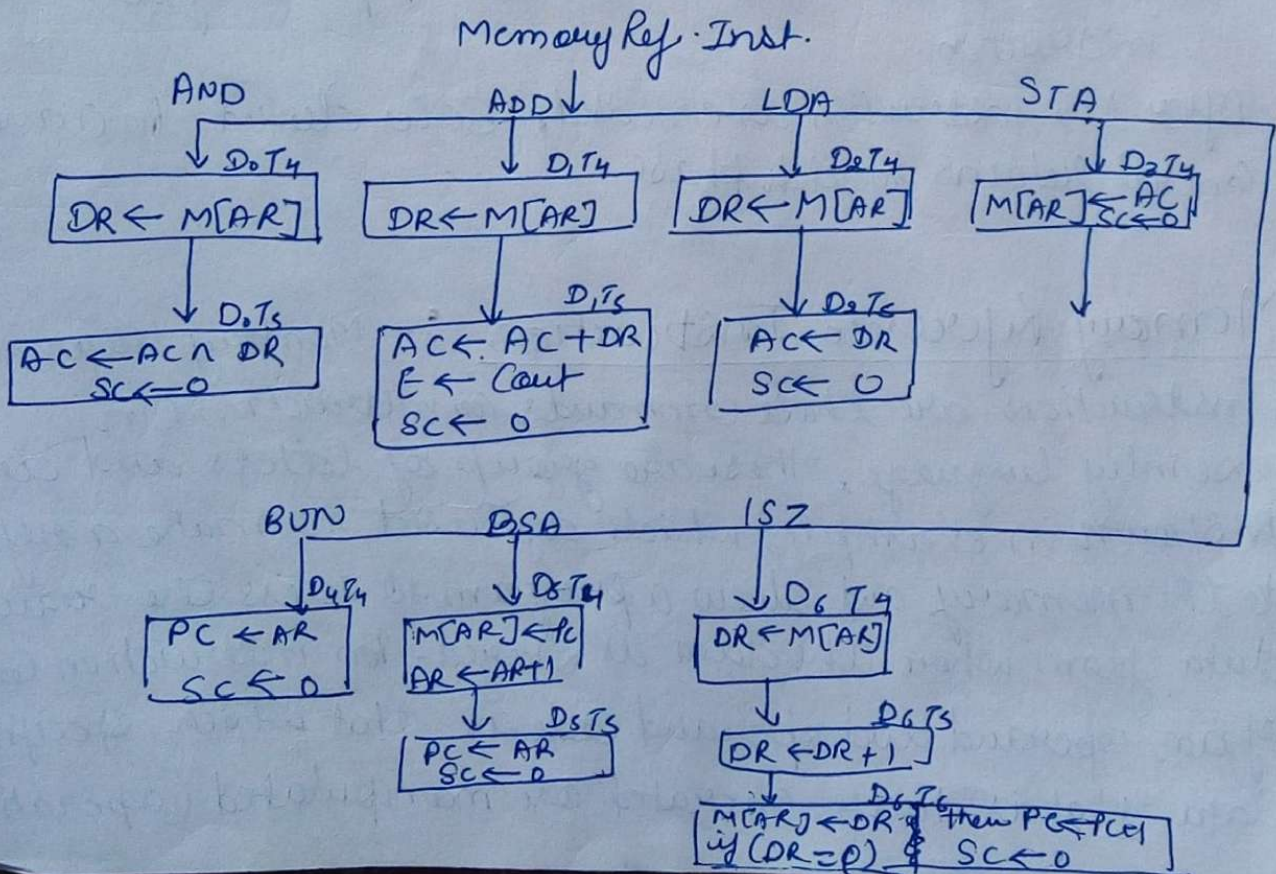 Memory Ref. Inst.
AND ADD LDA STA
D0T4 D1T4 D2T4 D2T4
DR ← M[AR] DR ← M[AR] DR ← M[AR] M[AR] ← AC
SC ← 0
D0T5 D1T5 D2T5
AC ← AC ∩ DR AC ← AC + DR AC ← DR
SC ← 0 E ← Cout SC ← 0
SC ← 0
BUN BSA ISZ
D4T4 D5T4 D6T4
PC ← AR M[AR] ← PC DR ← M[AR]
SC ← 0 AR ← AR+1
D5T5 D6T5
PC ← AR DR ← DR+1
SC ← 0
D6T6
M[AR] ← DR then PC ← PC+1
if (DR=0) SC ← 0